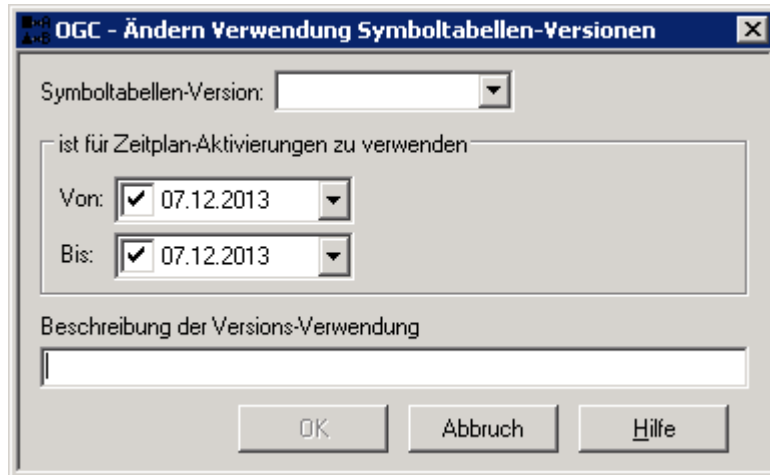 OGC - Ändern Verwendung Symboltabellen-Versionen
Symboltabellen-Version:
ist für Zeitplan-Aktivierungen zu verwenden
Von: 07.12.2013
Bis: 07.12.2013
Beschreibung der Versions-Verwendung
OK Abbruch Hilfe